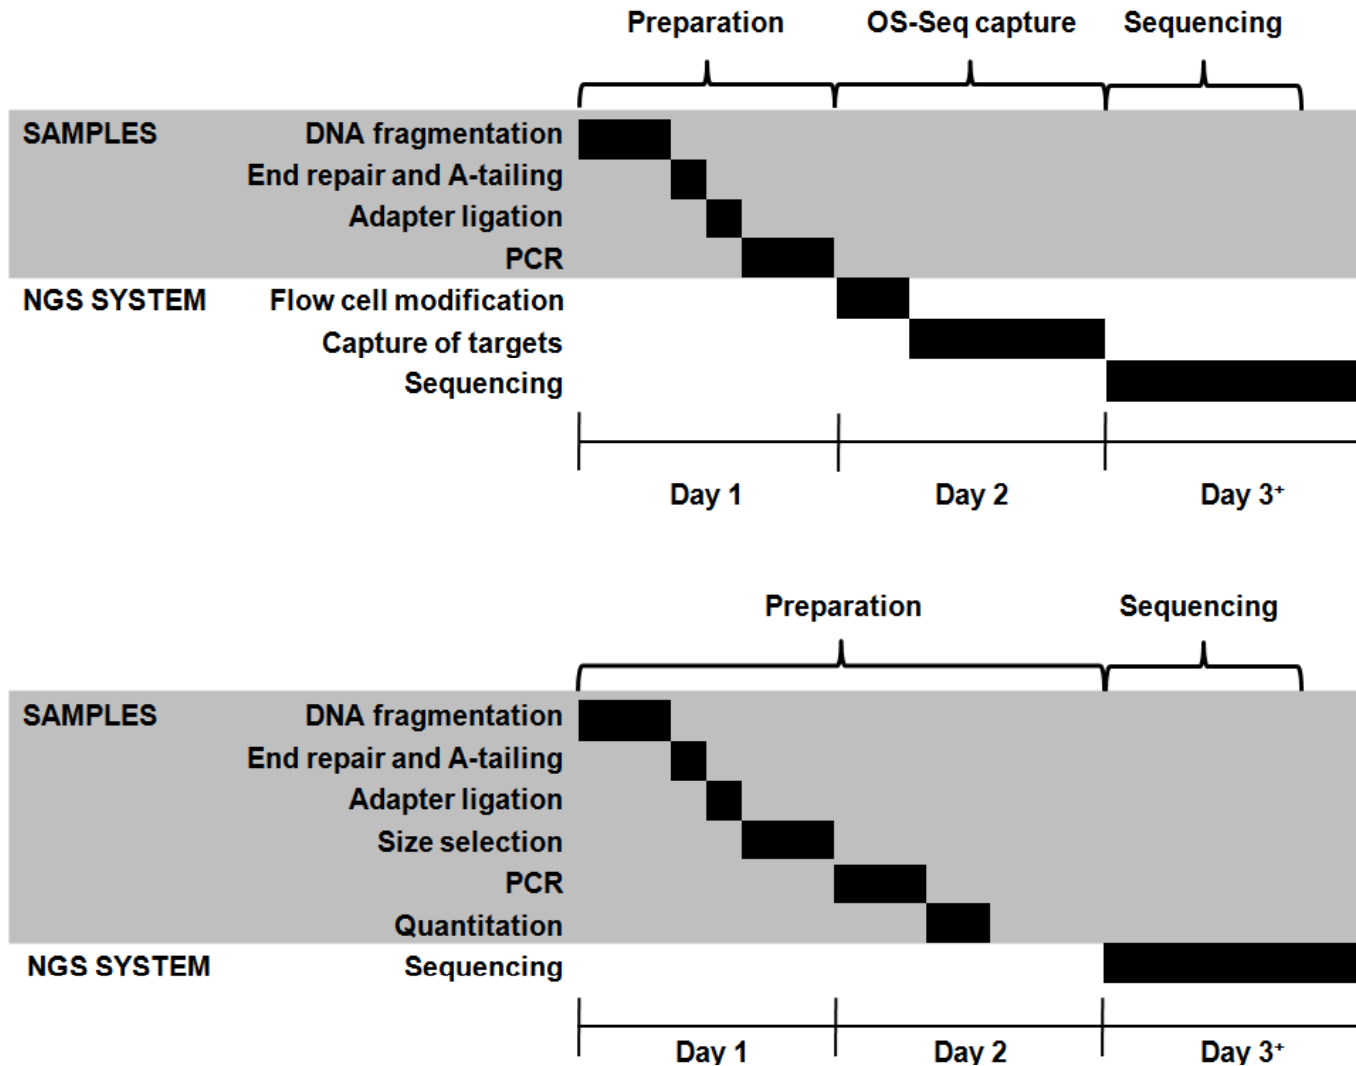 Preparation OS-Seq capture Sequencing
SAMPLES DNA fragmentation
End repair and A-tailing
Adapter ligation
PCR
NGS SYSTEM Flow cell modification
Capture of targets
Sequencing
Day 1 Day 2 Day 3⁺
Preparation Sequencing
SAMPLES DNA fragmentation
End repair and A-tailing
Adapter ligation
Size selection
PCR
Quantitation
NGS SYSTEM Sequencing
Day 1 Day 2 Day 3⁺